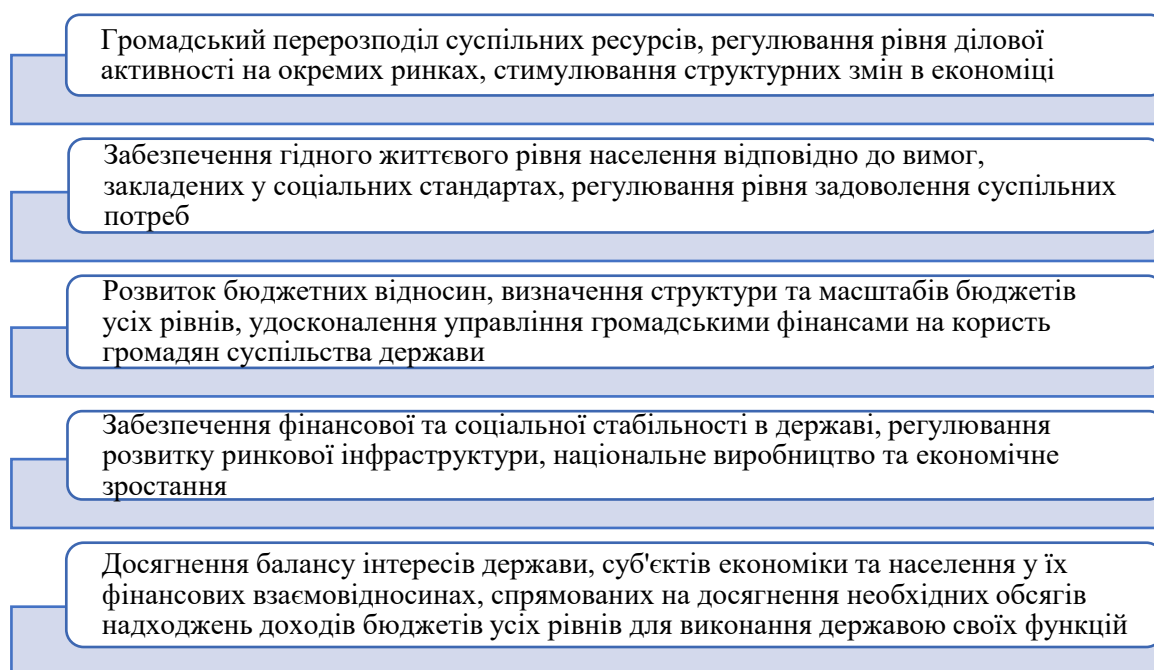 Громадський перерозподіл суспільних ресурсів, регулювання рівня ділової
активності на окремих ринках, стимулювання структурних змін в економіці
Забезпечення гідного життєвого рівня населення відповідно до вимог,
закладених у соціальних стандартах, регулювання рівня задоволення суспільних
потреб
Розвиток бюджетних відносин, визначення структури та масштабів бюджетів
усіх рівнів, удосконалення управління громадськими фінансами на користь
громадян суспільства держави
Забезпечення фінансової та соціальної стабільності в державі, регулювання
розвитку ринкової інфраструктури, національне виробництво та економічне
зростання
Досягнення балансу інтересів держави, суб'єктів економіки та населення у їх
фінансових взаємовідносинах, спрямованих на досягнення необхідних обсягів
надходжень доходів бюджетів усіх рівнів для виконання державою своїх функцій